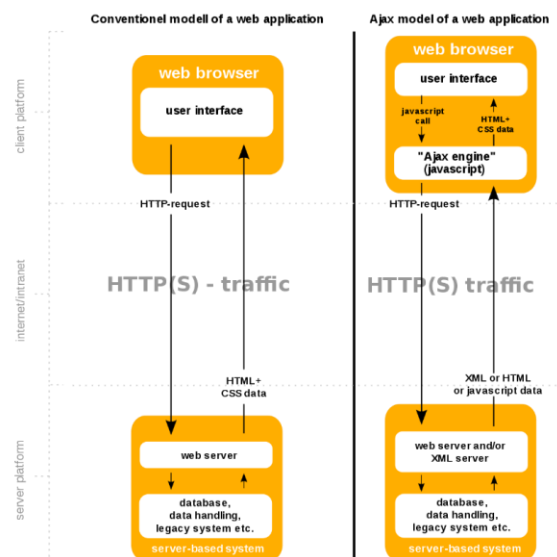 Conventionel modell of a web application
Ajax model of a web application
client platform
internet/intranet
server platform
web browser
user interface
HTTP-request
HTTP(S) - traffic
HTML+
CSS data
web server
database,
data handling,
legacy system etc.
server-based system
web browser
user interface
javascript
call
HTML+
CSS data
"Ajax engine"
(javascript)
HTTP-request
HTTP(S) traffic
XML or HTML
or javascript data
web server and/or
XML server
database,
data handling,
legacy system etc.
server-based system